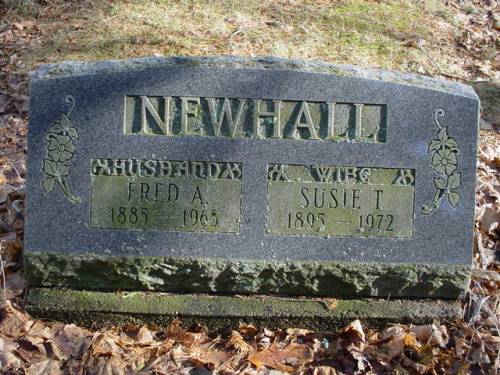 NEWHALL
HUSBAND
FRED A.
1885 — 1965
WIFE
SUSIE T.
1895 — 1972